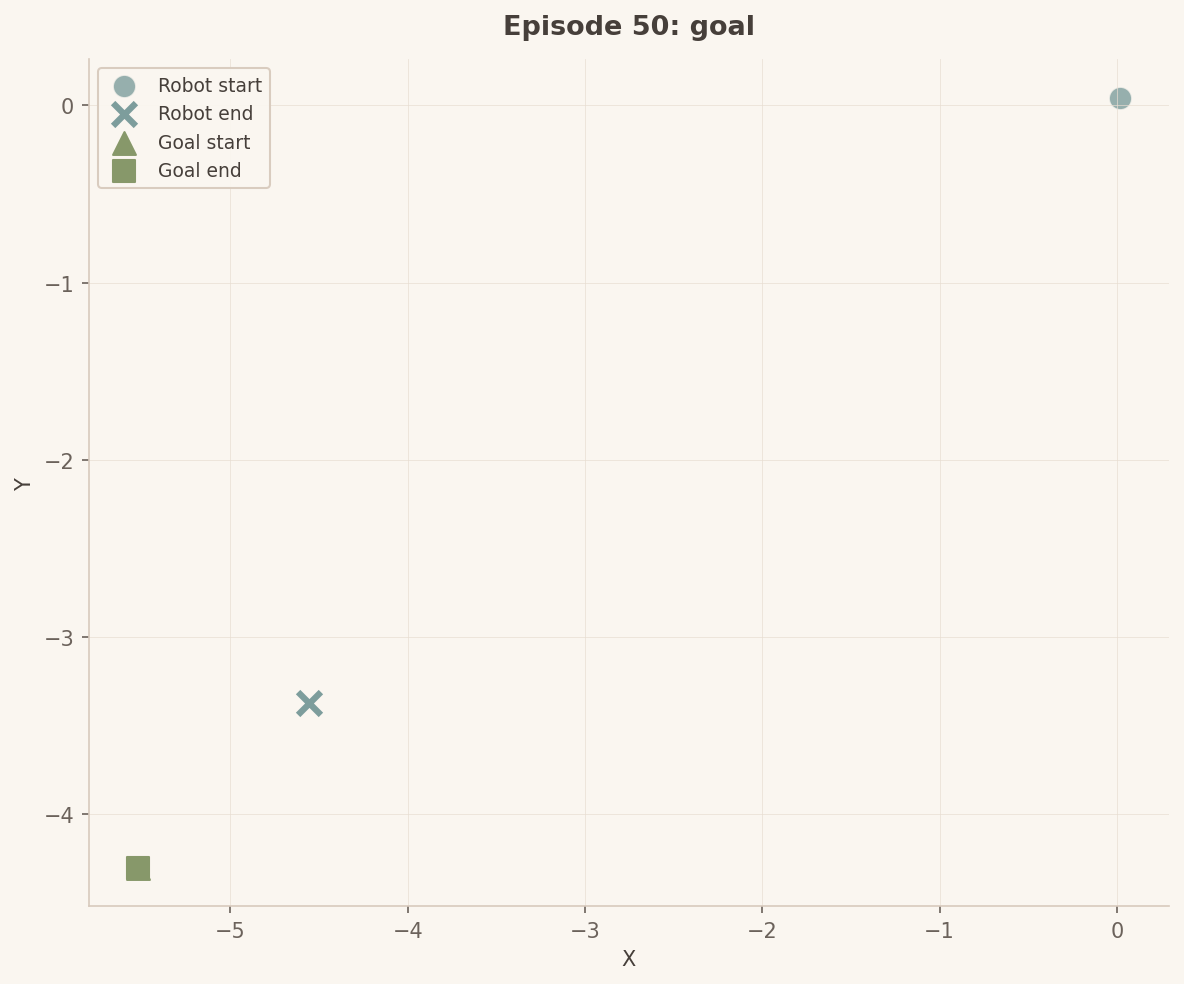 Episode 50: goal
Robot start
Robot end
Goal start
Goal end
0
−1
−2
−3
−4
Y
−5 −4 −3 −2 −1 0
X